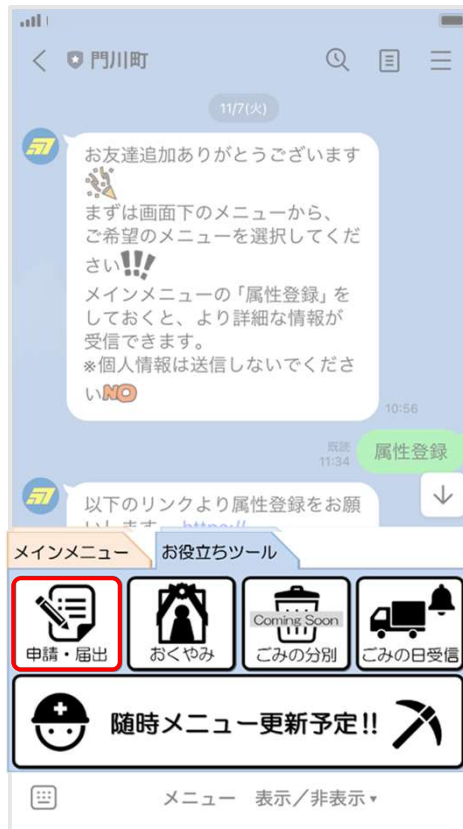 門川町
11/7(火)
お友達追加ありがとうございます
まずは画面下のメニューから、
ご希望のメニューを選択してくだ
さい!!!
メインメニューの「属性登録」を
しておくと、より詳細な情報が
受信できます。
※個人情報は送信しないでくださ
いNO
10:56
既読
11:34
属性登録
以下のリンクより属性登録をお願
いします。 https://
メインメニュー
お役立ちツール
申請・届出
おくやみ
Coming Soon
ごみの分別
ごみの日受信
随時メニュー更新予定!!
メニュー 表示/非表示▼